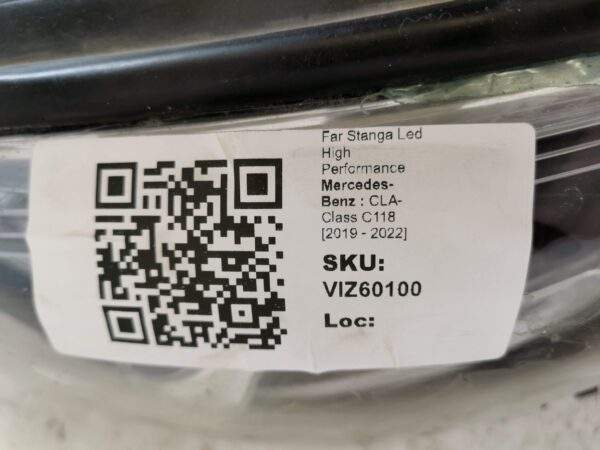 Far Stanga Led
High
Performance
Mercedes-
Benz : CLA-
Class C118
[2019 - 2022]
SKU:
VIZ60100
Loc: